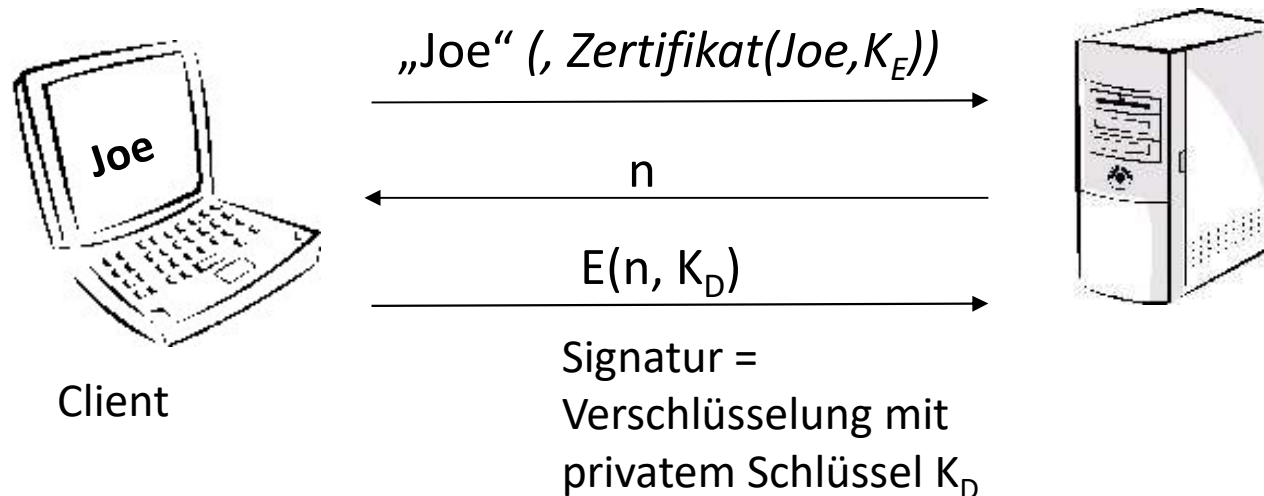 „Joe“ (, Zertifikat(Joe,K_E))
Joe
n
E(n, K_D)
Client
Signatur =
Verschlüsselung mit
privatem Schlüssel K_D